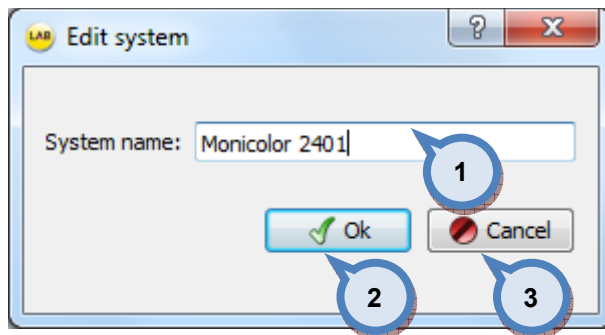 LAB Edit system ? X
System name: Monicolor 2401
1
Ok Cancel
2 3